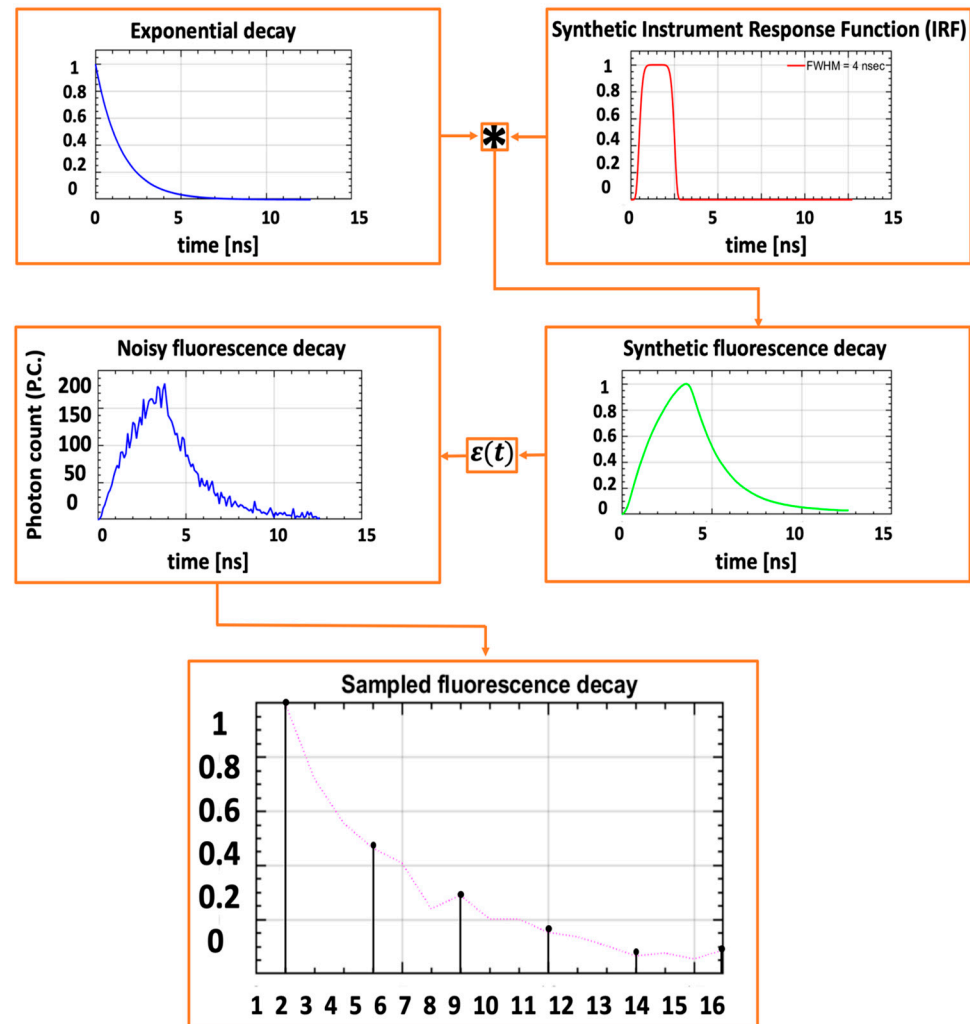 Exponential decay
1
0.8
0.6
0.4
0.2
0
0 5 10 15
time [ns]
*
Synthetic Instrument Response Function (IRF)
FWHM = 4 nsec
1
0.8
0.6
0.4
0.2
0
0 5 10 15
time [ns]
Noisy fluorescence decay
Photon count (P.C.)
200
150
100
50
0
0 5 10 15
time [ns]
ε(t)
Synthetic fluorescence decay
1
0.8
0.6
0.4
0.2
0
0 5 10 15
time [ns]
Sampled fluorescence decay
1
0.8
0.6
0.4
0.2
0
1 2 3 4 5 6 7 8 9 10 11 12 13 14 15 16